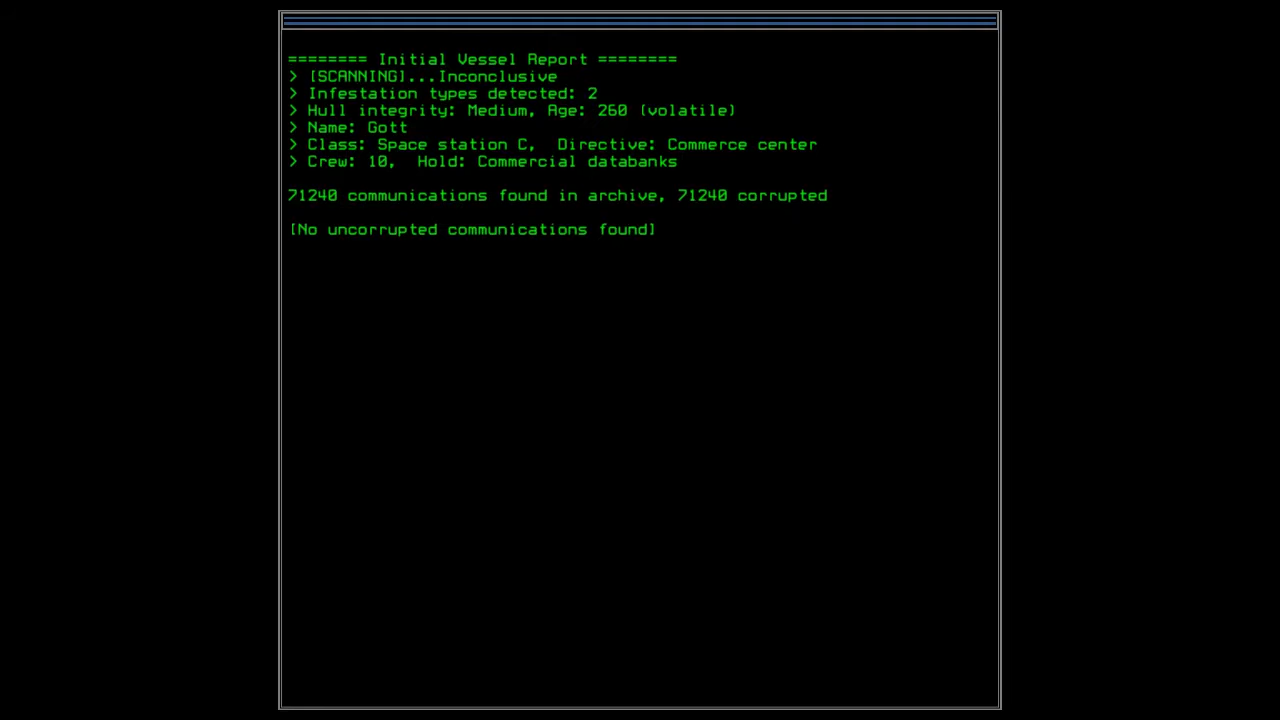 ======== Initial Vessel Report ========
> [SCANNING]...Inconclusive
> Infestation types detected: 2
> Hull integrity: Medium, Age: 260 (volatile)
> Name: Gott
> Class: Space station C,  Directive: Commerce center
> Crew: 10,  Hold: Commercial databanks
71240 communications found in archive, 71240 corrupted
[No uncorrupted communications found]